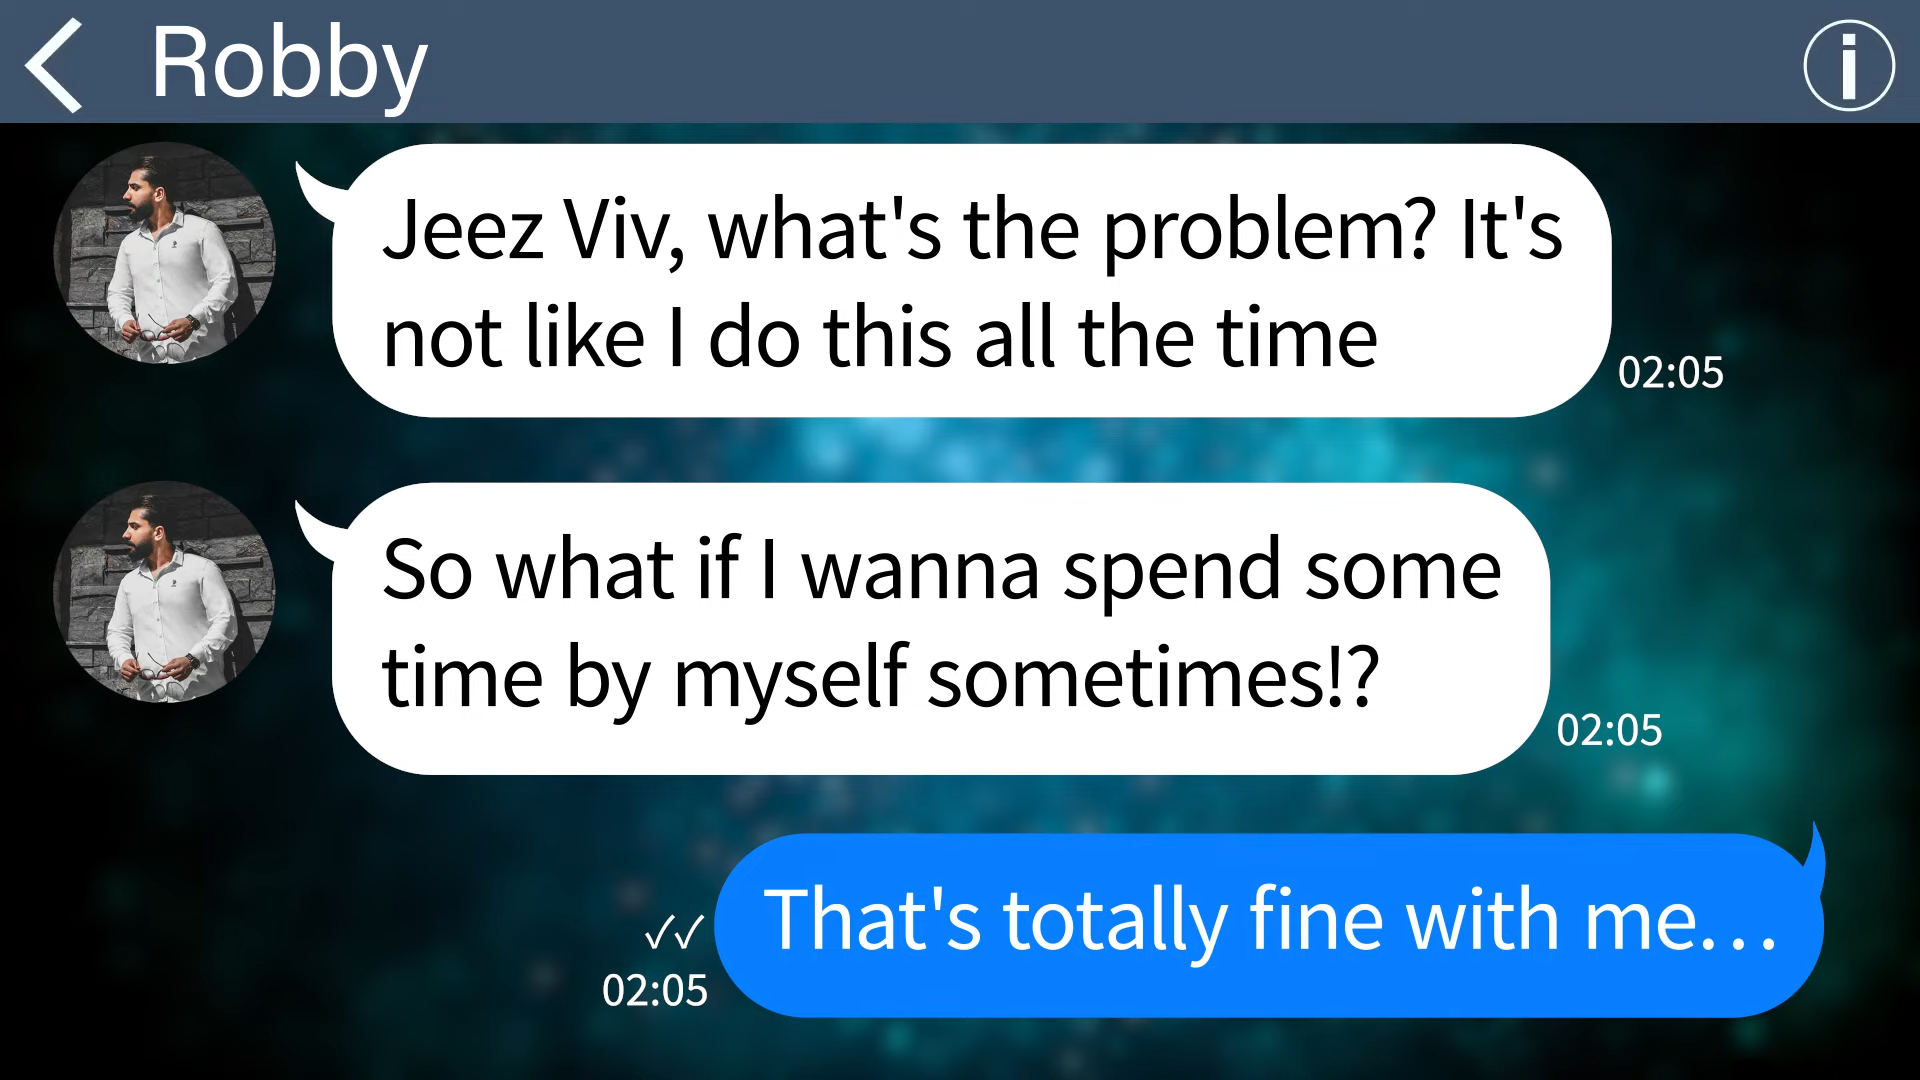 Robby
Jeez Viv, what's the problem? It's
not like I do this all the time
02:05
So what if I wanna spend some
time by myself sometimes!?
02:05
That's totally fine with me...
02:05